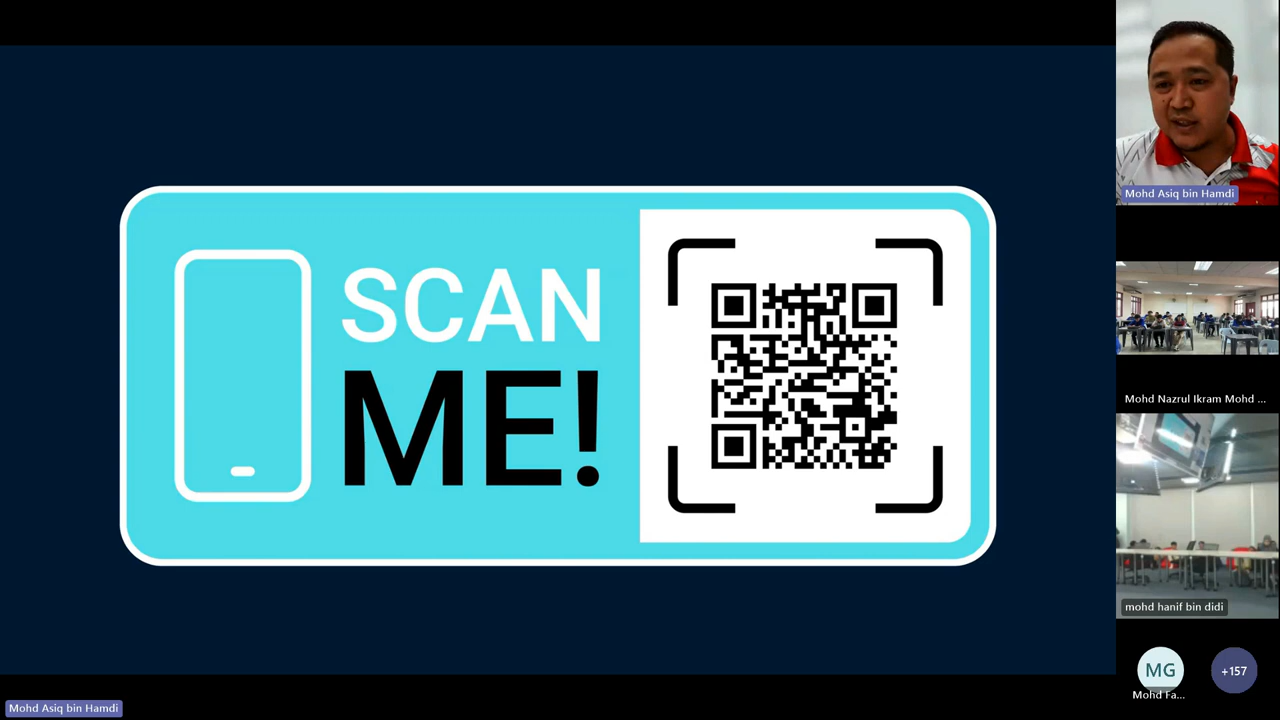 SCAN
ME!
Mohd Asiq bin Hamdi
Mohd Nazrul Ikram Mohd ...
mohd hanif bin didi
MG
+157
Mohd Fa...
Mohd Asiq bin Hamdi